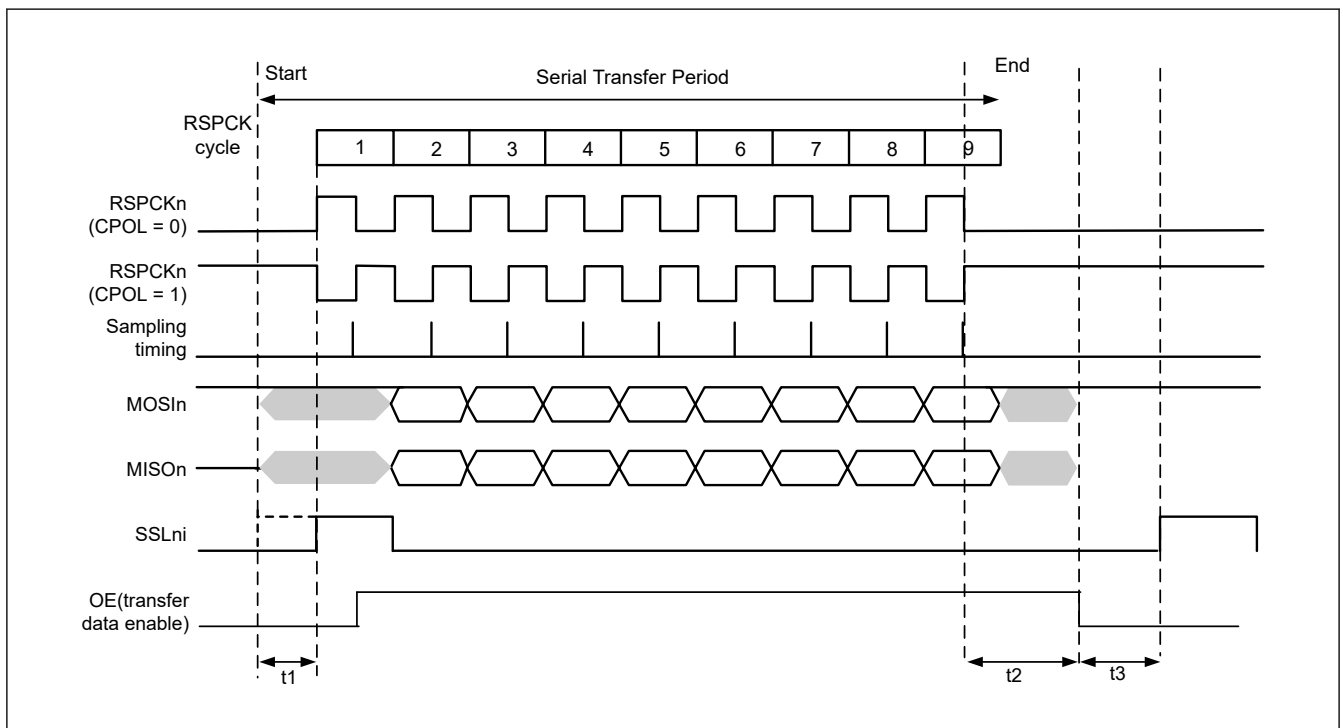 Start
Serial Transfer Period
End
RSPCK
cycle
1 2 3 4 5 6 7 8 9
RSPCKn
(CPOL = 0)
RSPCKn
(CPOL = 1)
Sampling
timing
MOSIn
MISOn
SSLni
OE(transfer
data enable)
t1
t2
t3